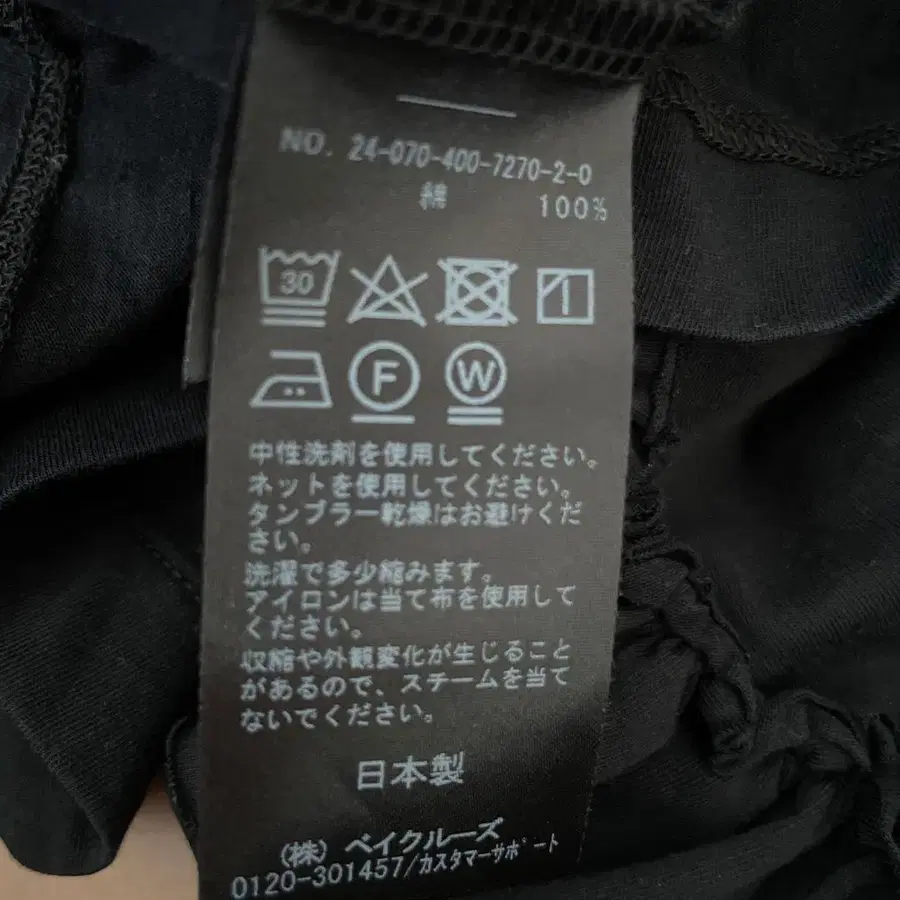 NO. 24-070-400-7270-2-0
綿 100%
30
F W
中性洗剤を使用してください。
ネットを使用してください。
タンブラー乾燥はお避けくだ
さい。
洗濯で多少縮みます。
アイロンは当て布を使用して
ください。
収縮や外観変化が生じること
があるので、スチームを当て
ないでください。
日本製
(株) ベイクルーズ
0120-301457/カスタマーサポート